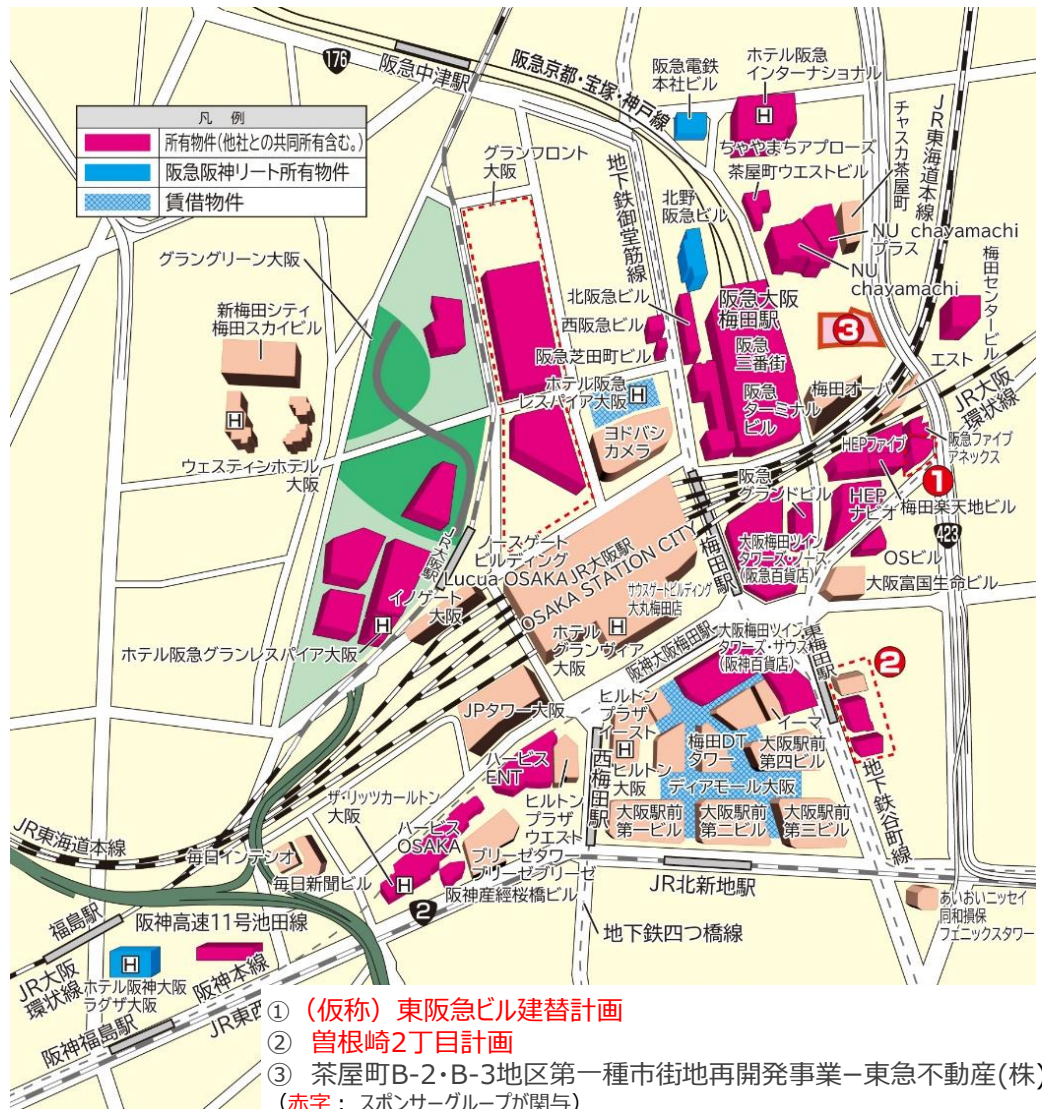 176
阪急中津駅
阪急京都・宝塚・神戸線
阪急電鉄
本社ビル
ホテル阪急
インターナショナル
H
ちゃやまちアプローズ
凡 例
所有物件(他社との共同所有含む。)
阪急阪神リート所有物件
賃借物件
グランフロント
大阪
地下鉄御堂筋線
茶屋町ウエストビル
チャスカ茶屋町
JR東海道本線
北野
阪急ビル
NU chayamachi
プラス
NU
chayamachi
梅田センタービル
グラングリーン大阪
新梅田シティ
梅田スカイビル
北阪急ビル
阪急大阪
梅田駅
西阪急ビル
阪急
三番街
3
阪急芝田町ビル
エスト
ホテル阪急
レスパイア大阪
H
阪急
ターミナル
ビル
梅田オーパ
JR大阪
環状線
H
ヨドバシ
カメラ
ウェスティンホテル
大阪
HEPファイブ
阪急ファイブ
アネックス
1
阪急
グランドビル
HEP
ナビオ
梅田楽天地ビル
423
JR大阪駅
ノースゲート
ビルディング
Lucua OSAKA
JR大阪駅
OSAKA STATION CITY
梅田駅
大阪梅田ツイン
タワーズ・ノース
(阪急百貨店)
OSビル
大阪富国生命ビル
イノゲート
大阪
サウスゲートビルディング
大丸梅田店
H
ホテル
グランヴィア
大阪
H
ホテル阪急グランレスパイア大阪
阪神大阪梅田駅
大阪梅田ツイン
タワーズ・サウス
(阪神百貨店)
東梅田駅
2
JPタワー大阪
ヒルトン
プラザ
イースト
H
ヒルトン
大阪
イーマ
梅田DT
タワー
大阪駅前
第四ビル
西梅田駅
ハービス
ENT
ディアモール大阪
地下鉄谷町線
ザ・リッツカールトン
大阪
ヒルトン
プラザ
ウエスト
大阪駅前
第一ビル
大阪駅前
第二ビル
大阪駅前
第三ビル
ハービス
OSAKA
JR東海道本線
毎日インテシオ
毎日新聞ビル
H
ブリーゼタワー
ブリーゼブリーゼ
阪神産經桜橋ビル
JR北新地駅
2
あいおいニッセイ
同和損保
フェニックスタワー
福島駅
阪神高速11号池田線
地下鉄四つ橋線
H
JR大阪
環状線
ホテル阪神大阪
ラグザ大阪
阪神本線
阪神福島駅
JR東西
① (仮称) 東阪急ビル建替計画
② 曽根崎2丁目計画
③ 茶屋町B-2・B-3地区第一種市街地再開発事業－東急不動産(株)
(赤字： スポンサーグループが関与)